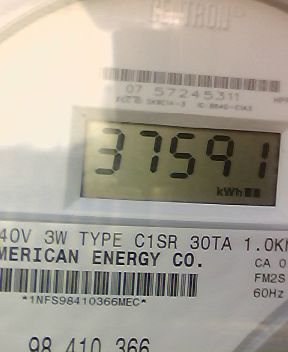 CENTRON
07 57245311
37591
kWh
40V 3W TYPE C1SR 30TA 1.0K
MERICAN ENERGY CO.
CA 0
FM2S
*1NFS98410366MEC*
60Hz
98 410 366